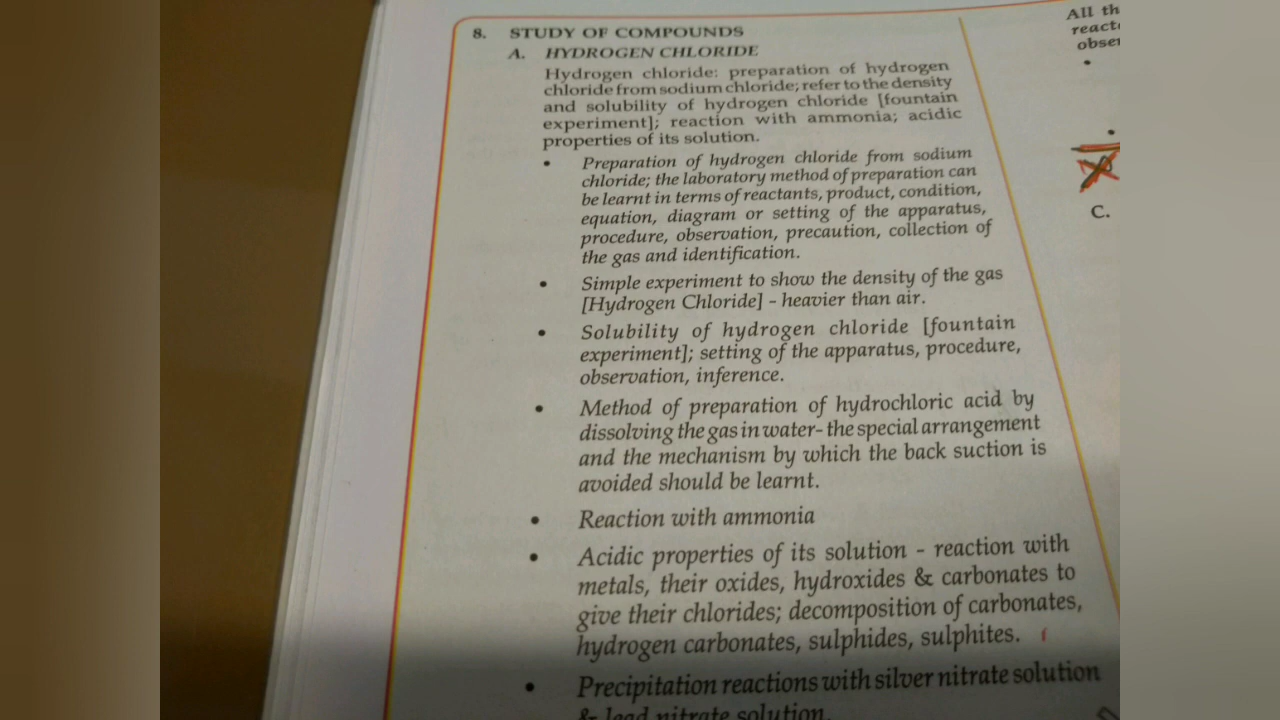 8. STUDY OF COMPOUNDS
A. HYDROGEN CHLORIDE
Hydrogen chloride: preparation of hydrogen
chloride from sodium chloride; refer to the density
and solubility of hydrogen chloride [fountain
experiment]; reaction with ammonia; acidic
properties of its solution.
• Preparation of hydrogen chloride from sodium
chloride; the laboratory method of preparation can
be learnt in terms of reactants, product, condition,
equation, diagram or setting of the apparatus,
procedure, observation, precaution, collection of
the gas and identification.
• Simple experiment to show the density of the gas
[Hydrogen Chloride] - heavier than air.
• Solubility of hydrogen chloride [fountain
experiment]; setting of the apparatus, procedure,
observation, inference.
• Method of preparation of hydrochloric acid by
dissolving the gas in water- the special arrangement
and the mechanism by which the back suction is
avoided should be learnt.
• Reaction with ammonia
• Acidic properties of its solution - reaction with
metals, their oxides, hydroxides & carbonates to
give their chlorides; decomposition of carbonates,
hydrogen carbonates, sulphides, sulphites.
• Precipitation reactions with silver nitrate solution
& lead nitrate solution.
All th
react
obse
C.